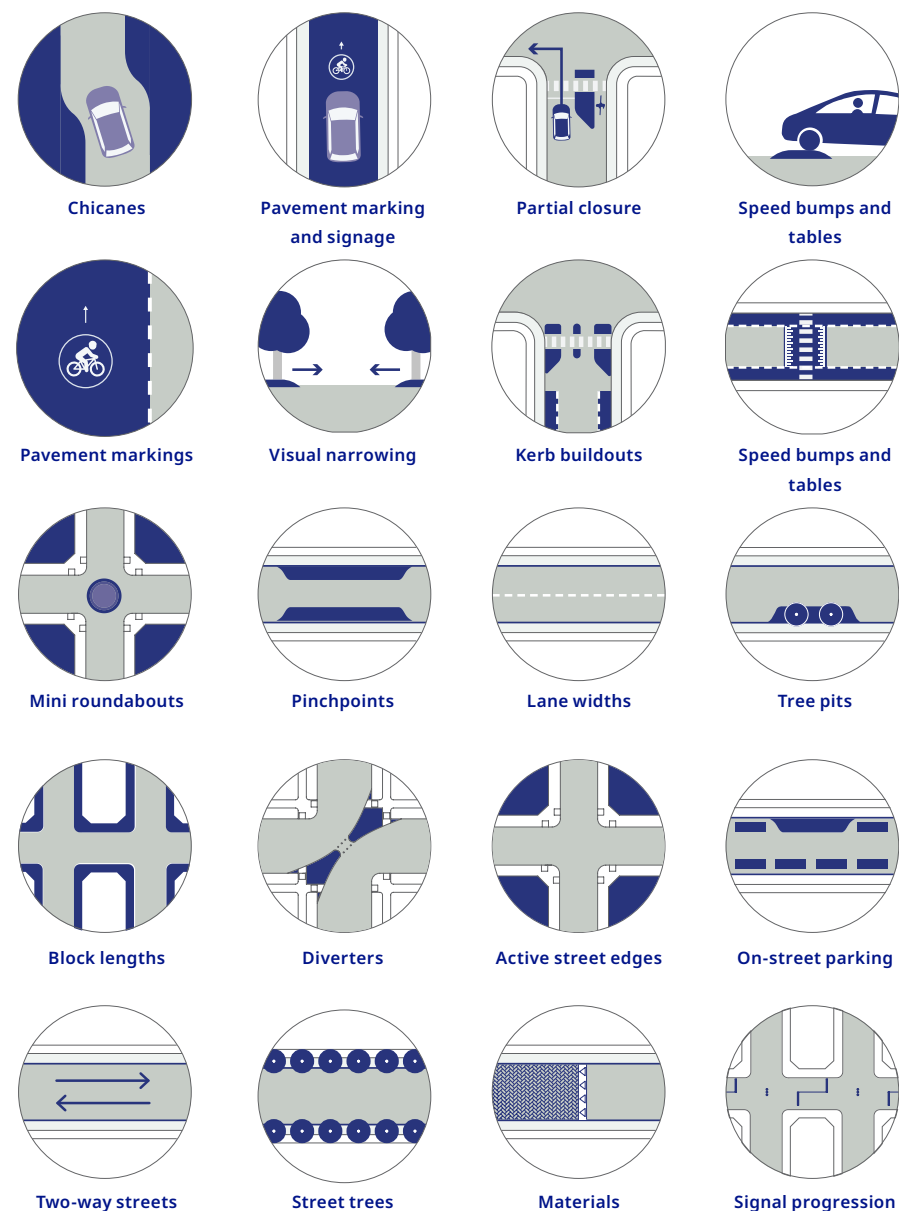 Chicanes
Pavement marking
and signage
Partial closure
Speed bumps and
tables
Pavement markings
Visual narrowing
Kerb buildouts
Speed bumps and
tables
Mini roundabouts
Pinchpoints
Lane widths
Tree pits
Block lengths
Diverters
Active street edges
On-street parking
Two-way streets
Street trees
Materials
Signal progression